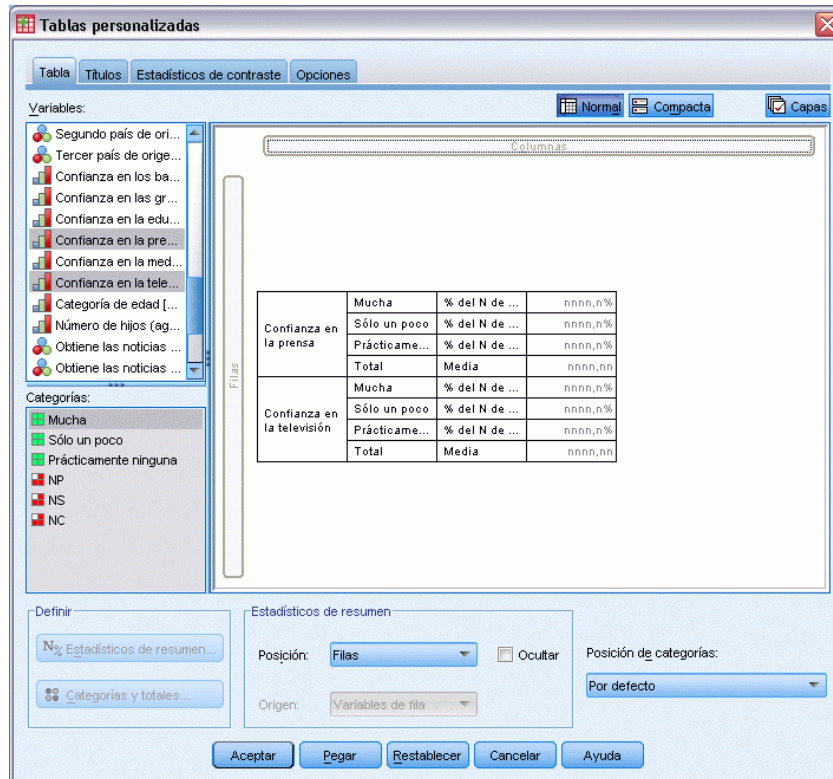 Tablas personalizadas
Tabla
Títulos
Estadísticos de contraste
Opciones
Variables:
Normal
Compacta
Capas
Segundo país de ori...
Tercer país de orige...
Confianza en los ba...
Confianza en las gr...
Confianza en la edu...
Confianza en la pre...
Confianza en la med...
Confianza en la tele...
Categoría de edad [...
Número de hijos (ag...
Obtiene las noticias ...
Obtiene las noticias ...
Categorías:
Mucha
Sólo un poco
Prácticamente ninguna
NP
NS
NC
Columnas
Filas
Confianza en
la prensa
Mucha % del N de ... nnnn,n%
Sólo un poco % del N de ... nnnn,n%
Prácticame... % del N de ... nnnn,n%
Total Media nnnn,nn
Confianza en
la televisión
Mucha % del N de ... nnnn,n%
Sólo un poco % del N de ... nnnn,n%
Prácticame... % del N de ... nnnn,n%
Total Media nnnn,nn
Definir
N% Estadísticos de resumen...
Categorías y totales...
Estadísticos de resumen
Posición: Filas
Ocultar
Origen: Variables de fila
Posición de categorías:
Por defecto
Aceptar
Pegar
Restablecer
Cancelar
Ayuda